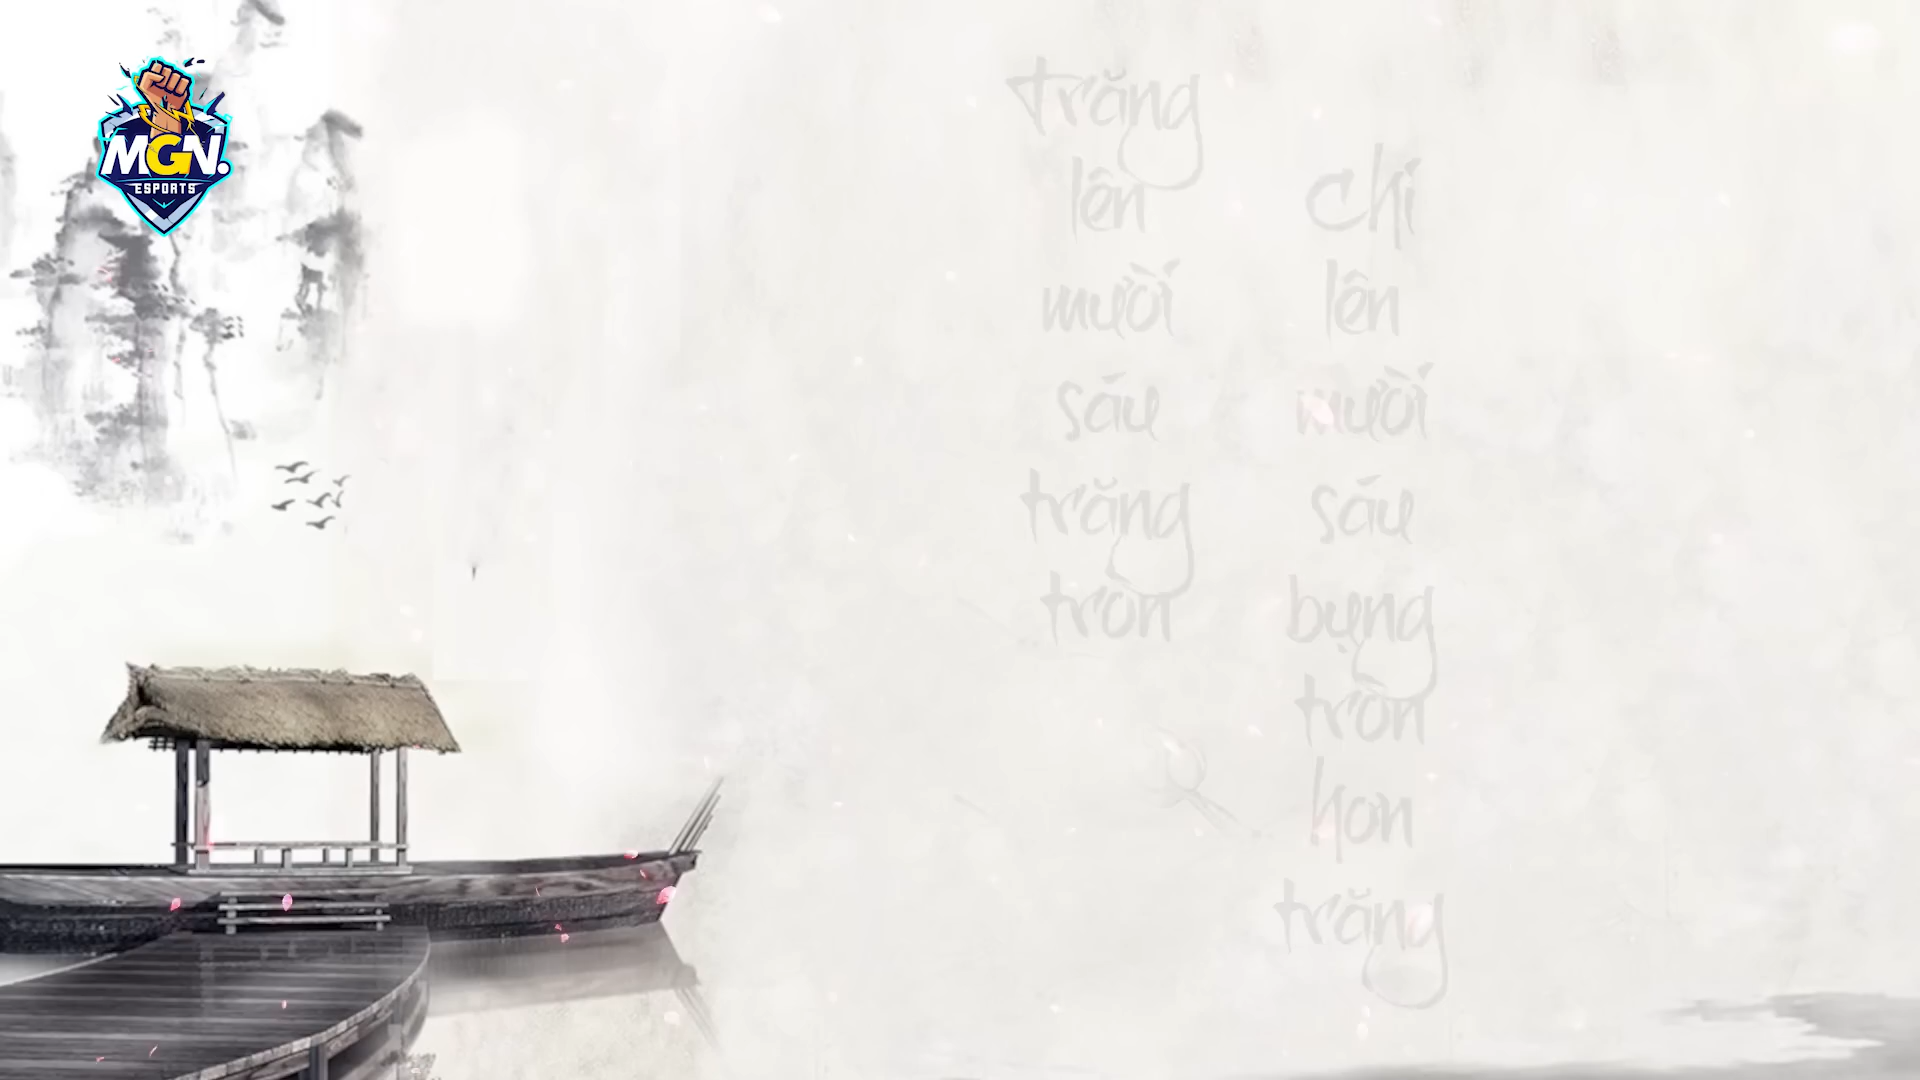 MGN.
ESPORTS
trăng
lên
mười
sáu
trăng
tròn
chị
lên
mười
sáu
bụng
tròn
hơn
trăng